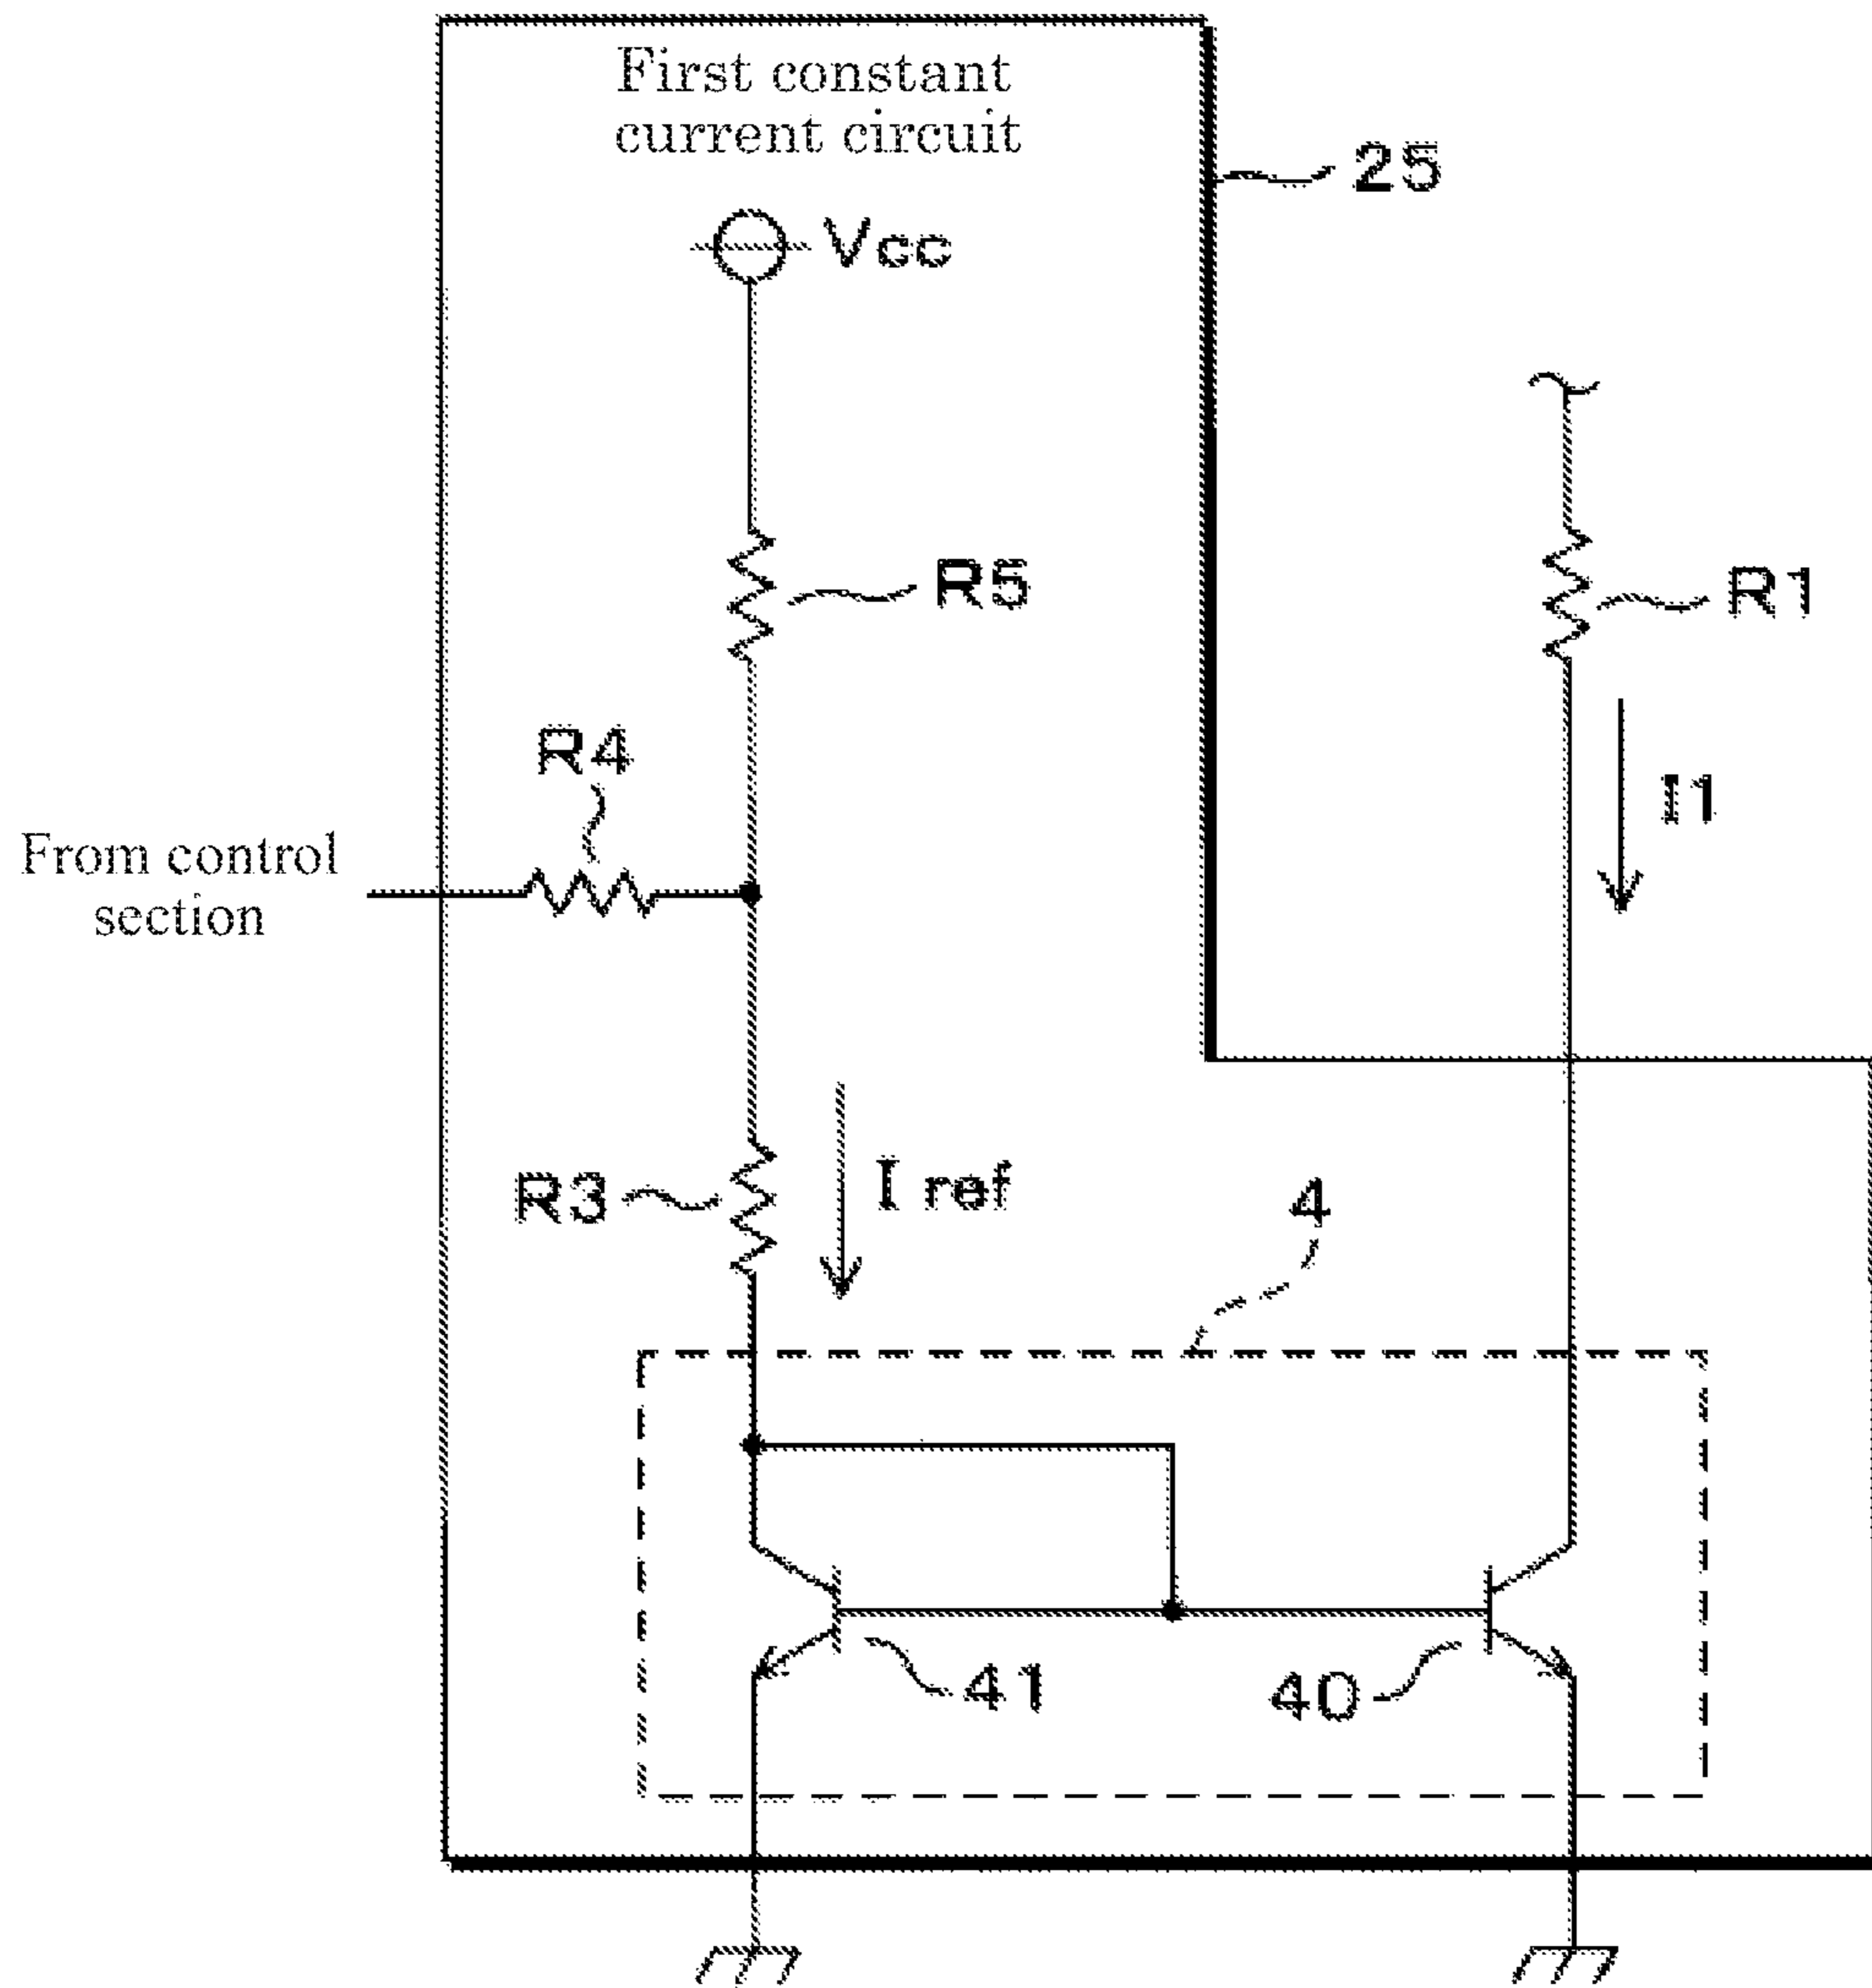 First constant
current circuit
25
Vcc
R5
R1
R4
I1
From control
section
R3
I ref
4
41
40